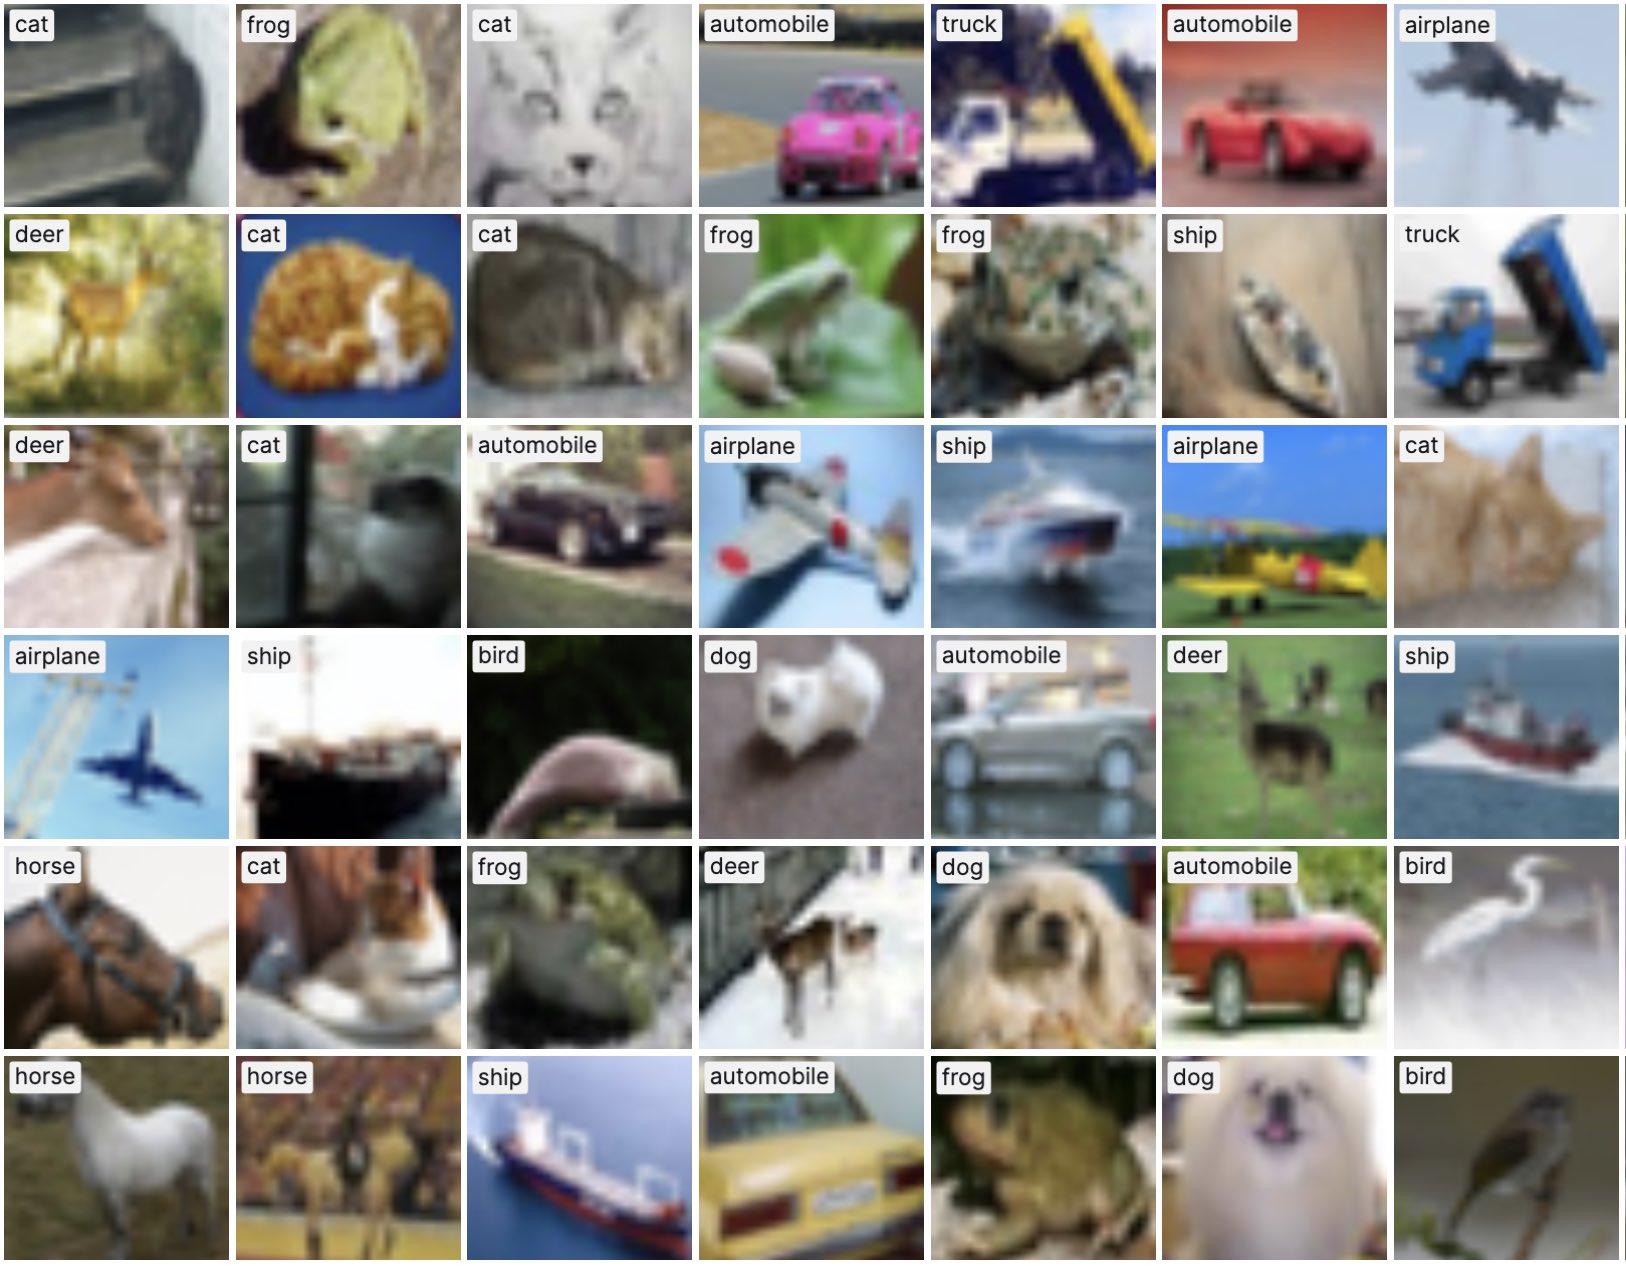 cat
frog
cat
automobile
truck
automobile
airplane
deer
cat
cat
frog
frog
ship
truck
deer
cat
automobile
airplane
ship
airplane
cat
airplane
ship
bird
dog
automobile
deer
ship
horse
cat
frog
deer
dog
automobile
bird
horse
horse
ship
automobile
frog
dog
bird